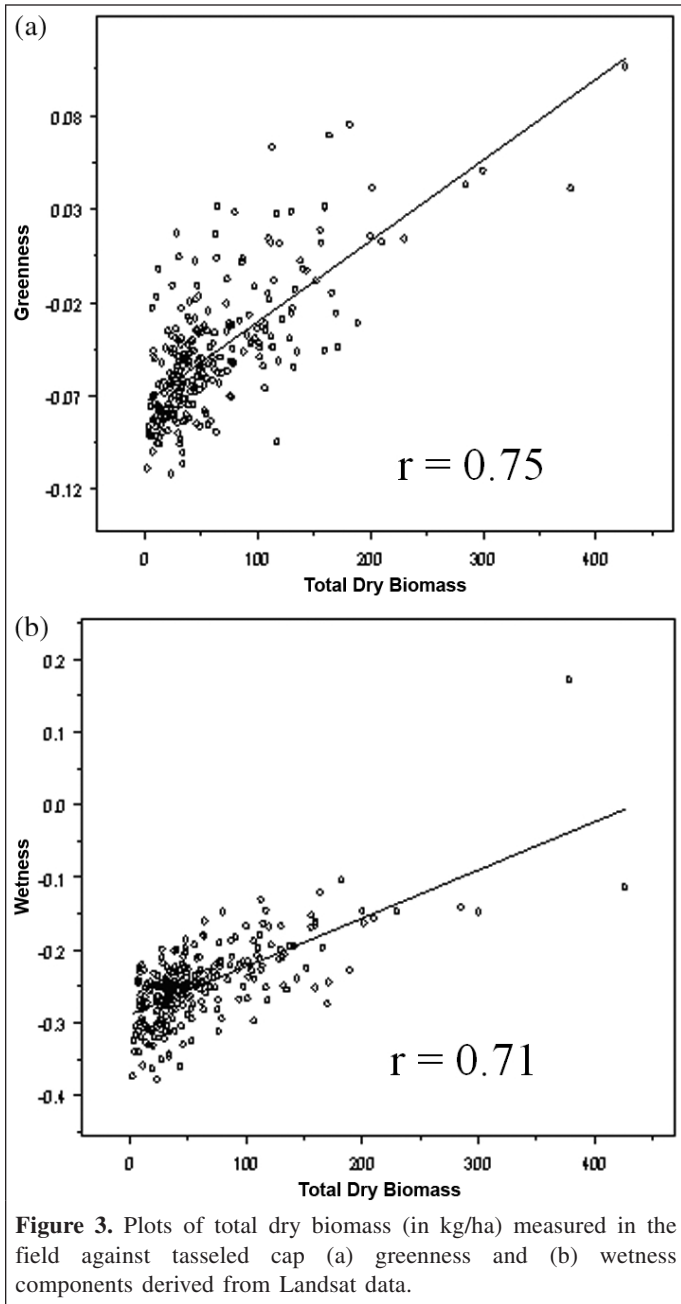 (a)
0.08
0.03
-0.02
-0.07
-0.12
Greenness
r = 0.75
0 100 200 300 400
Total Dry Biomass
(b)
0.2
0.1
0.0
-0.1
-0.2
-0.3
-0.4
Wetness
r = 0.71
0 100 200 300 400
Total Dry Biomass
Figure 3. Plots of total dry biomass (in kg/ha) measured in the
field against tasseled cap (a) greenness and (b) wetness
components derived from Landsat data.